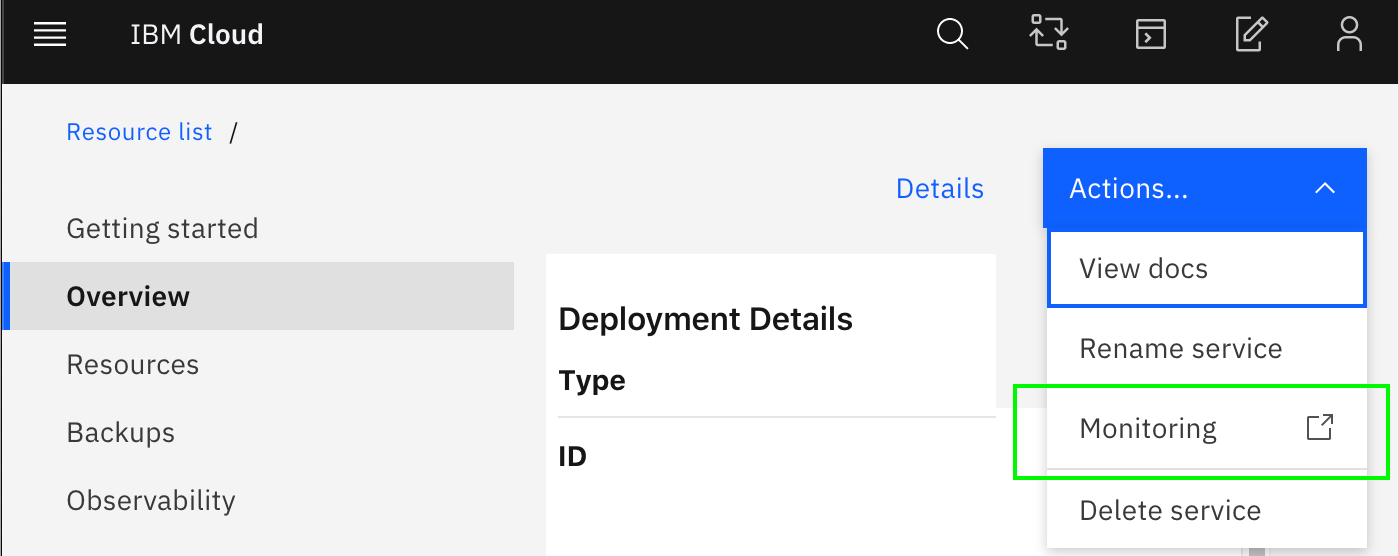 IBM Cloud
Resource list /
Details
Actions...
Getting started
Overview
Resources
Backups
Observability
Deployment Details
Type
ID
View docs
Rename service
Monitoring
Delete service